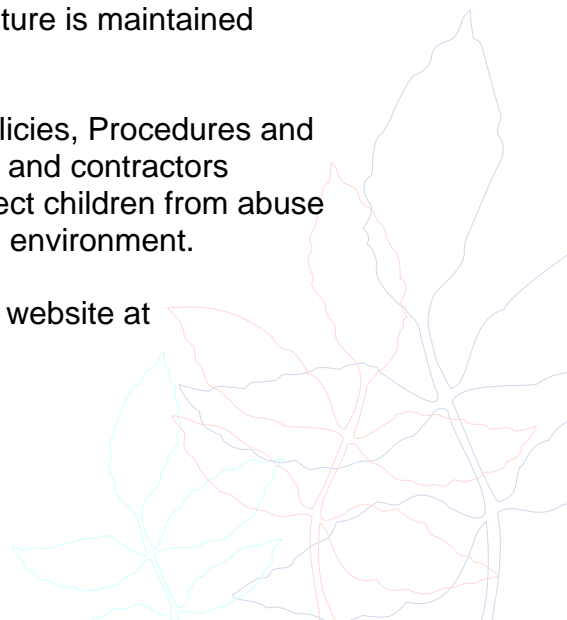 ture is maintained
licies, Procedures and
and contractors
ect children from abuse
environment.
website at